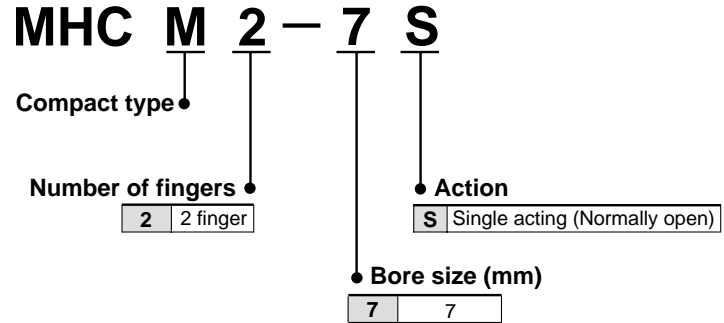 MHC M 2 – 7 S
Compact type
Number of fingers
2 2 finger
Action
S Single acting (Normally open)
Bore size (mm)
7 7